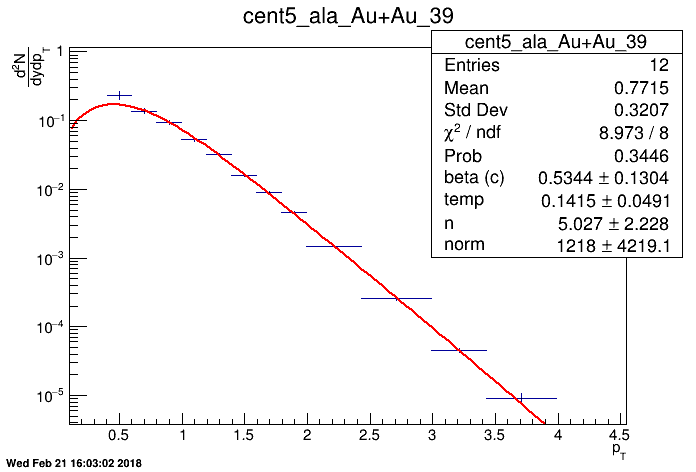 cent5_ala_Au+Au_39
cent5_ala_Au+Au_39
Entries 12
Mean 0.7715
Std Dev 0.3207
χ² / ndf 8.973 / 8
Prob 0.3446
beta (c) 0.5344 ± 0.1304
temp 0.1415 ± 0.0491
n 5.027 ± 2.228
norm 1218 ± 4219.1
d²N
dydp_T
1
10⁻¹
10⁻²
10⁻³
10⁻⁴
10⁻⁵
0.5 1 1.5 2 2.5 3 3.5 4 4.5
p_T
Wed Feb 21 16:03:02 2018